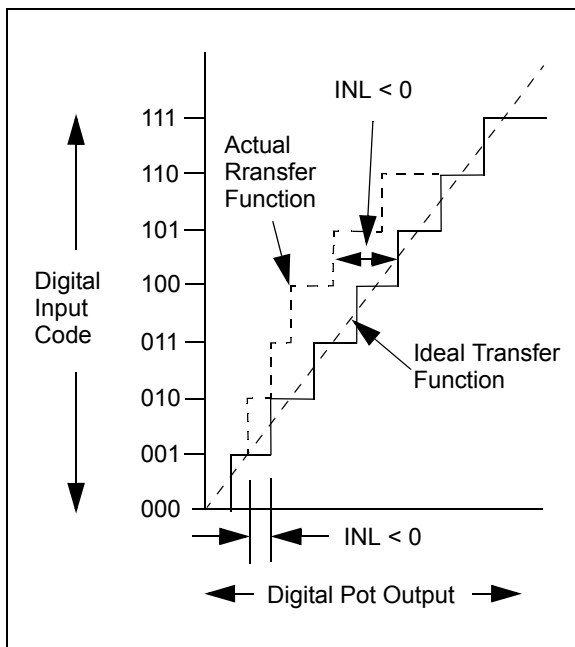 INL < 0
111
Actual
Rransfer
Function
110
101
100
Digital
Input
Code
011
Ideal Transfer
Function
010
001
000
INL < 0
Digital Pot Output